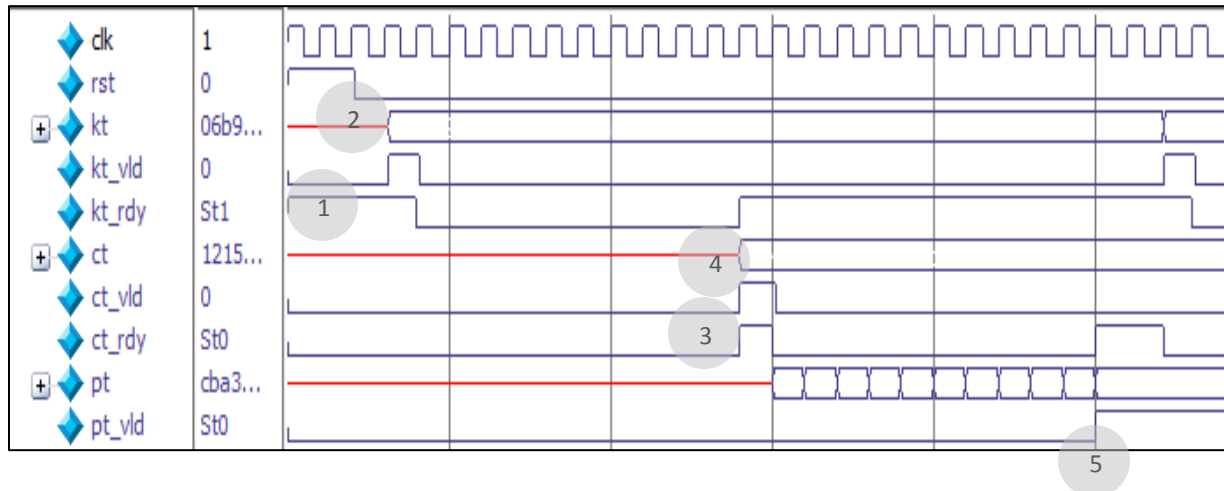 clk 1
rst 0
kt 06b9... 2
kt_vld 0
kt_rdy St1 1
ct 1215... 4
ct_vld 0
ct_rdy St0 3
pt cba3...
pt_vld St0
5